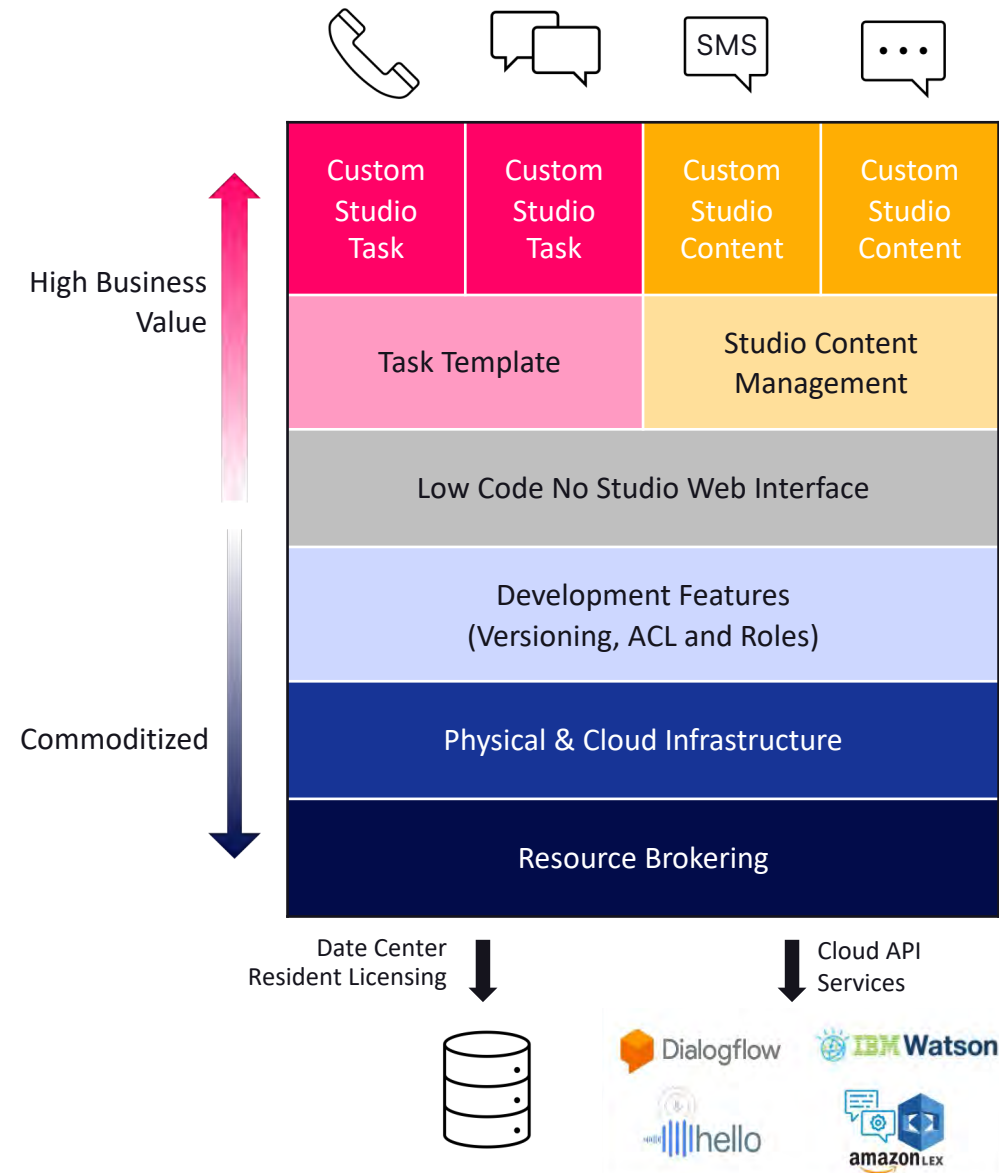 SMS
Custom
Studio
Task
Custom
Studio
Task
Custom
Studio
Content
Custom
Studio
Content
High Business
Value
Task Template
Studio Content
Management
Low Code No Studio Web Interface
Development Features
(Versioning, ACL and Roles)
Commoditized
Physical & Cloud Infrastructure
Resource Brokering
Date Center
Resident Licensing
Cloud API
Services
Dialogflow
IBM Watson
hello
amazon LEX